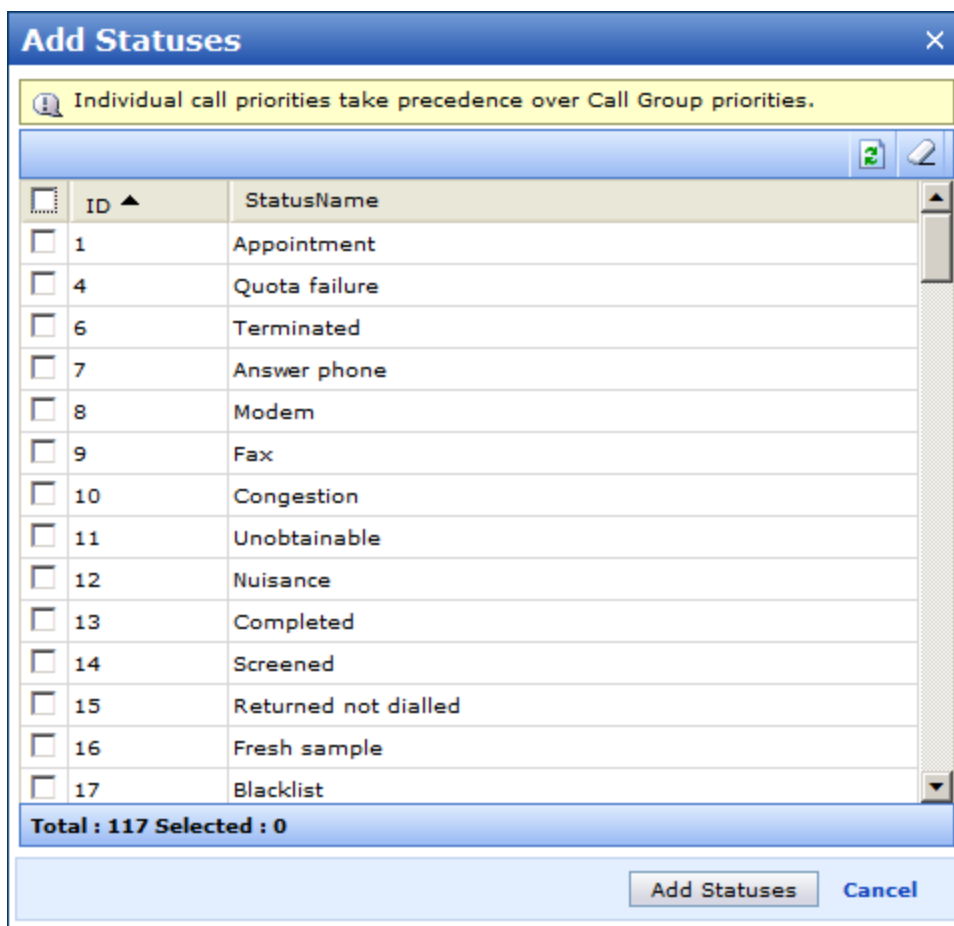 Add Statuses
Individual call priorities take precedence over Call Group priorities.
ID StatusName
1 Appointment
4 Quota failure
6 Terminated
7 Answer phone
8 Modem
9 Fax
10 Congestion
11 Unobtainable
12 Nuisance
13 Completed
14 Screened
15 Returned not dialled
16 Fresh sample
17 Blacklist
Total : 117 Selected : 0
Add Statuses Cancel